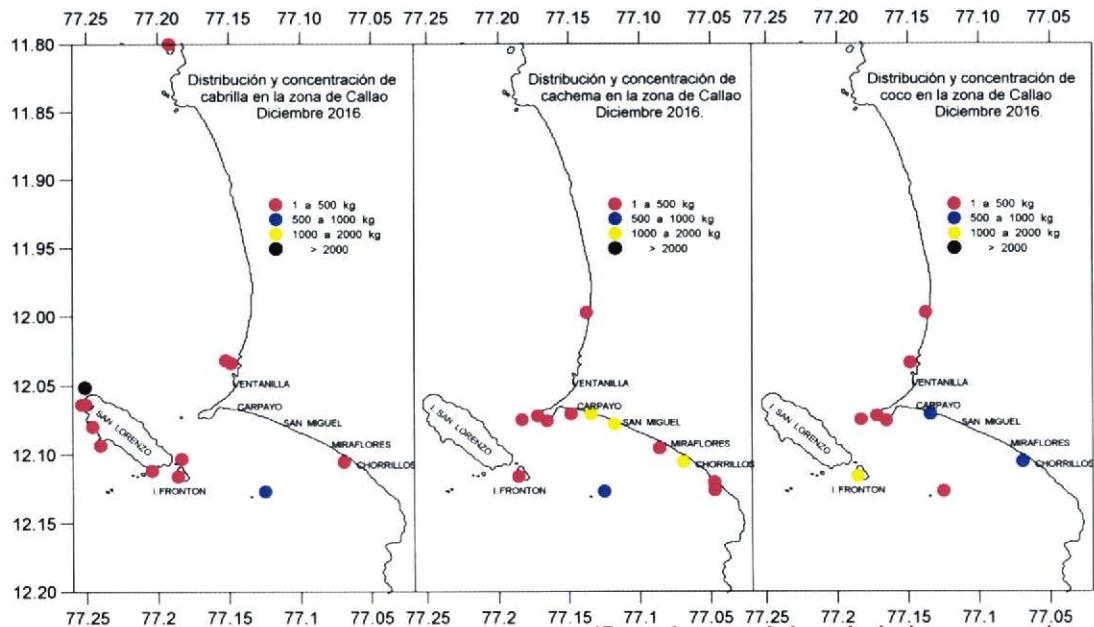 77.25 77.2 77.15 77.1 77.05 77.25 77.2 77.15 77.1 77.05 77.25 77.2 77.15 77.1 77.05
11.80
11.85
11.90
11.95
12.00
12.05
12.10
12.15
12.20
Distribución y concentración de
cabrilla en la zona de Callao
Diciembre 2016.
1 a 500 kg
500 a 1000 kg
1000 a 2000 kg
> 2000
VENTANILLA
CARPAYO
SAN MIGUEL
MIRAFLORES
CHORRILLOS
I. SAN LORENZO
I.FRONTON
Distribución y concentración de
cachema en la zona de Callao
Diciembre 2016.
1 a 500 kg
500 a 1000 kg
1000 a 2000 kg
> 2000
VENTANILLA
CARPAYO
SAN MIGUEL
MIRAFLORES
CHORRILLOS
I. SAN LORENZO
I.FRONTON
Distribución y concentración de
coco en la zona de Callao
Diciembre 2016.
1 a 500 kg
500 a 1000 kg
1000 a 2000 kg
> 2000
VENTANILLA
CARPAYO
SAN MIGUEL
MIRAFLORES
CHORRILLOS
I. SAN LORENZO
I.FRONTON
77.25 77.2 77.15 77.1 77.05 77.25 77.2 77.15 77.1 77.05 77.25 77.2 77.15 77.1 77.05